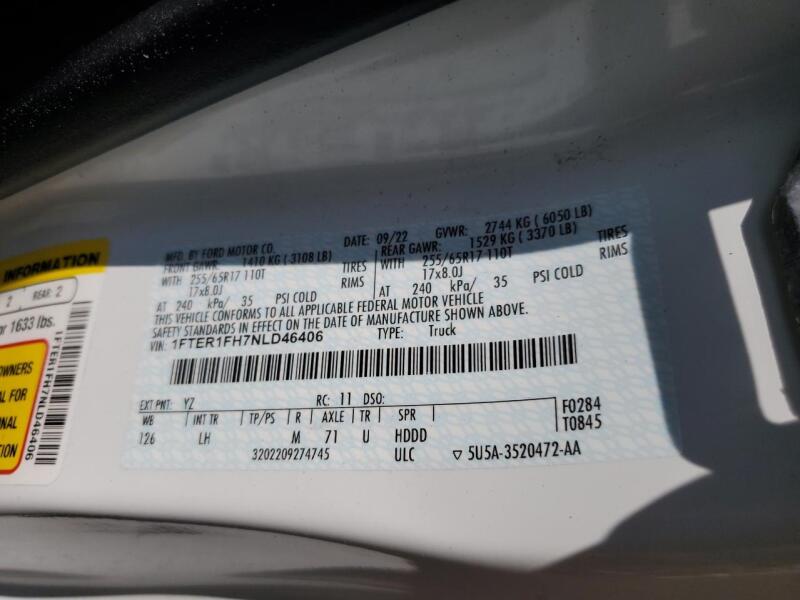 INFORMATION
2 REAR: 2
r 1633 lbs.
OWNERS
AL FOR
ONAL
TION
1FTER1FH7NLD46406
MFD. BY FORD MOTOR CO. DATE: 09/22 GVWR: 2744 KG ( 6050 LB)
FRONT GAWR: 1410 KG ( 3108 LB) REAR GAWR: 1529 KG ( 3370 LB)
WITH 255/65R17 110T TIRES WITH 255/65R17 110T TIRES
17x8.0J RIMS 17x8.0J RIMS
AT 240 kPa/ 35 PSI COLD AT 240 kPa/ 35 PSI COLD
THIS VEHICLE CONFORMS TO ALL APPLICABLE FEDERAL MOTOR VEHICLE
SAFETY STANDARDS IN EFFECT ON THE DATE OF MANUFACTURE SHOWN ABOVE.
VIN: 1FTER1FH7NLD46406 TYPE: Truck
EXT PNT: YZ RC: 11 DSO:
WB INT TR TP/PS R AXLE TR SPR F0284
126 LH M 71 U HDDD T0845
3202209274745 ULC ▽ 5U5A-3520472-AA